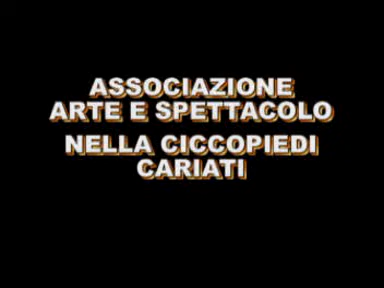 ASSOCIAZIONE
ARTE E SPETTACOLO
NELLA CICCOPIEDI
CARIATI